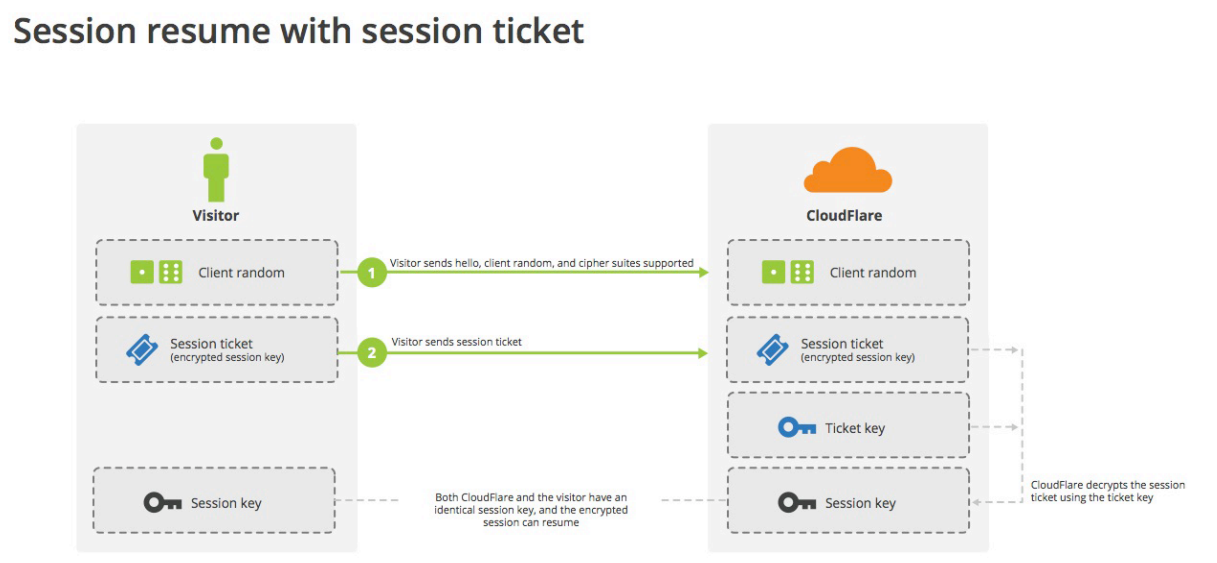 Session resume with session ticket
Visitor
CloudFlare
Client random
1
Visitor sends hello, client random, and cipher suites supported
Client random
Session ticket
(encrypted session key)
2
Visitor sends session ticket
Session ticket
(encrypted session key)
Ticket key
Session key
Both CloudFlare and the visitor have an
identical session key, and the encrypted
session can resume
Session key
CloudFlare decrypts the session
ticket using the ticket key